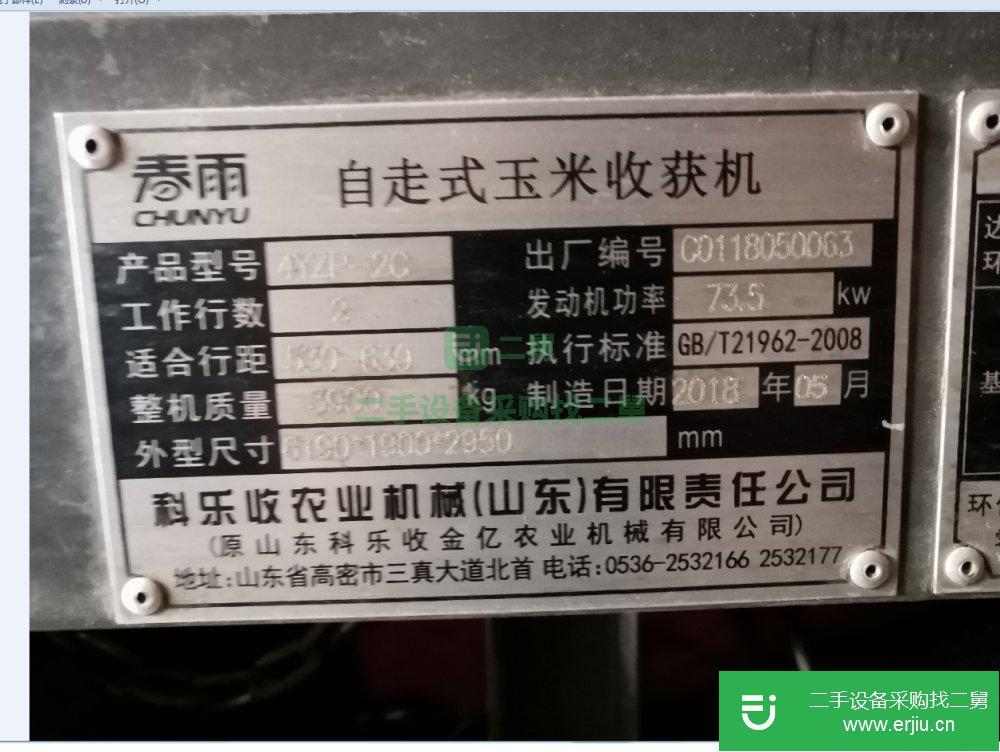 春雨
CHUNYU
自走式玉米收获机
产品型号 4YZP-2C 出厂编号 C0118050063
工作行数 2 发动机功率 73.5 kw
适合行距 530-630 mm 执行标准 GB/T21962-2008
整机质量 kg 制造日期 2018 年 05 月
外型尺寸 6190*1900*2950 mm
科乐收农业机械(山东)有限责任公司
(原山东科乐收金亿农业机械有限公司)
地址:山东省高密市三真大道北首 电话:0536-2532166 2532177
二手设备采购找二舅
二手设备采购找二舅
www.erjiu.cn